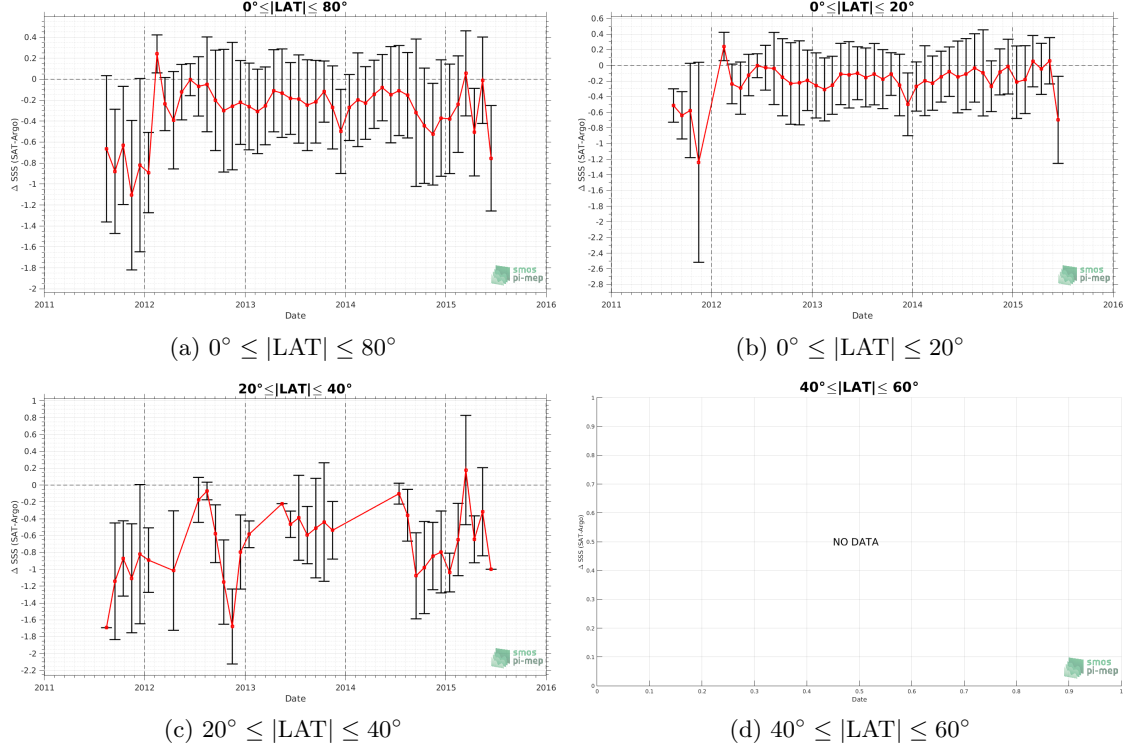 0°≤|LAT|≤ 80°
0.4
0.2
0
-0.2
-0.4
-0.6
-0.8
-1
-1.2
-1.4
-1.6
-1.8
-2
Δ SSS (SAT-Argo)
2011 2012 2013 2014 2015 2016
Date
smos
pi-mep
(a) 0° ≤ |LAT| ≤ 80°
0°≤|LAT|≤ 20°
0.6
0.4
0.2
0
-0.2
-0.4
-0.6
-0.8
-1
-1.2
-1.4
-1.6
-1.8
-2
-2.2
-2.4
-2.6
-2.8
Δ SSS (SAT-Argo)
2011 2012 2013 2014 2015 2016
Date
smos
pi-mep
(b) 0° ≤ |LAT| ≤ 20°
20°≤|LAT|≤ 40°
1
0.8
0.6
0.4
0.2
0
-0.2
-0.4
-0.6
-0.8
-1
-1.2
-1.4
-1.6
-1.8
-2
-2.2
Δ SSS (SAT-Argo)
2011 2012 2013 2014 2015 2016
Date
smos
pi-mep
(c) 20° ≤ |LAT| ≤ 40°
40°≤|LAT|≤ 60°
1
0.9
0.8
0.7
0.6
0.5
0.4
0.3
0.2
0.1
0
Δ SSS (SAT-Argo)
NO DATA
0 0.1 0.2 0.3 0.4 0.5 0.6 0.7 0.8 0.9 1
Date
smos
pi-mep
(d) 40° ≤ |LAT| ≤ 60°